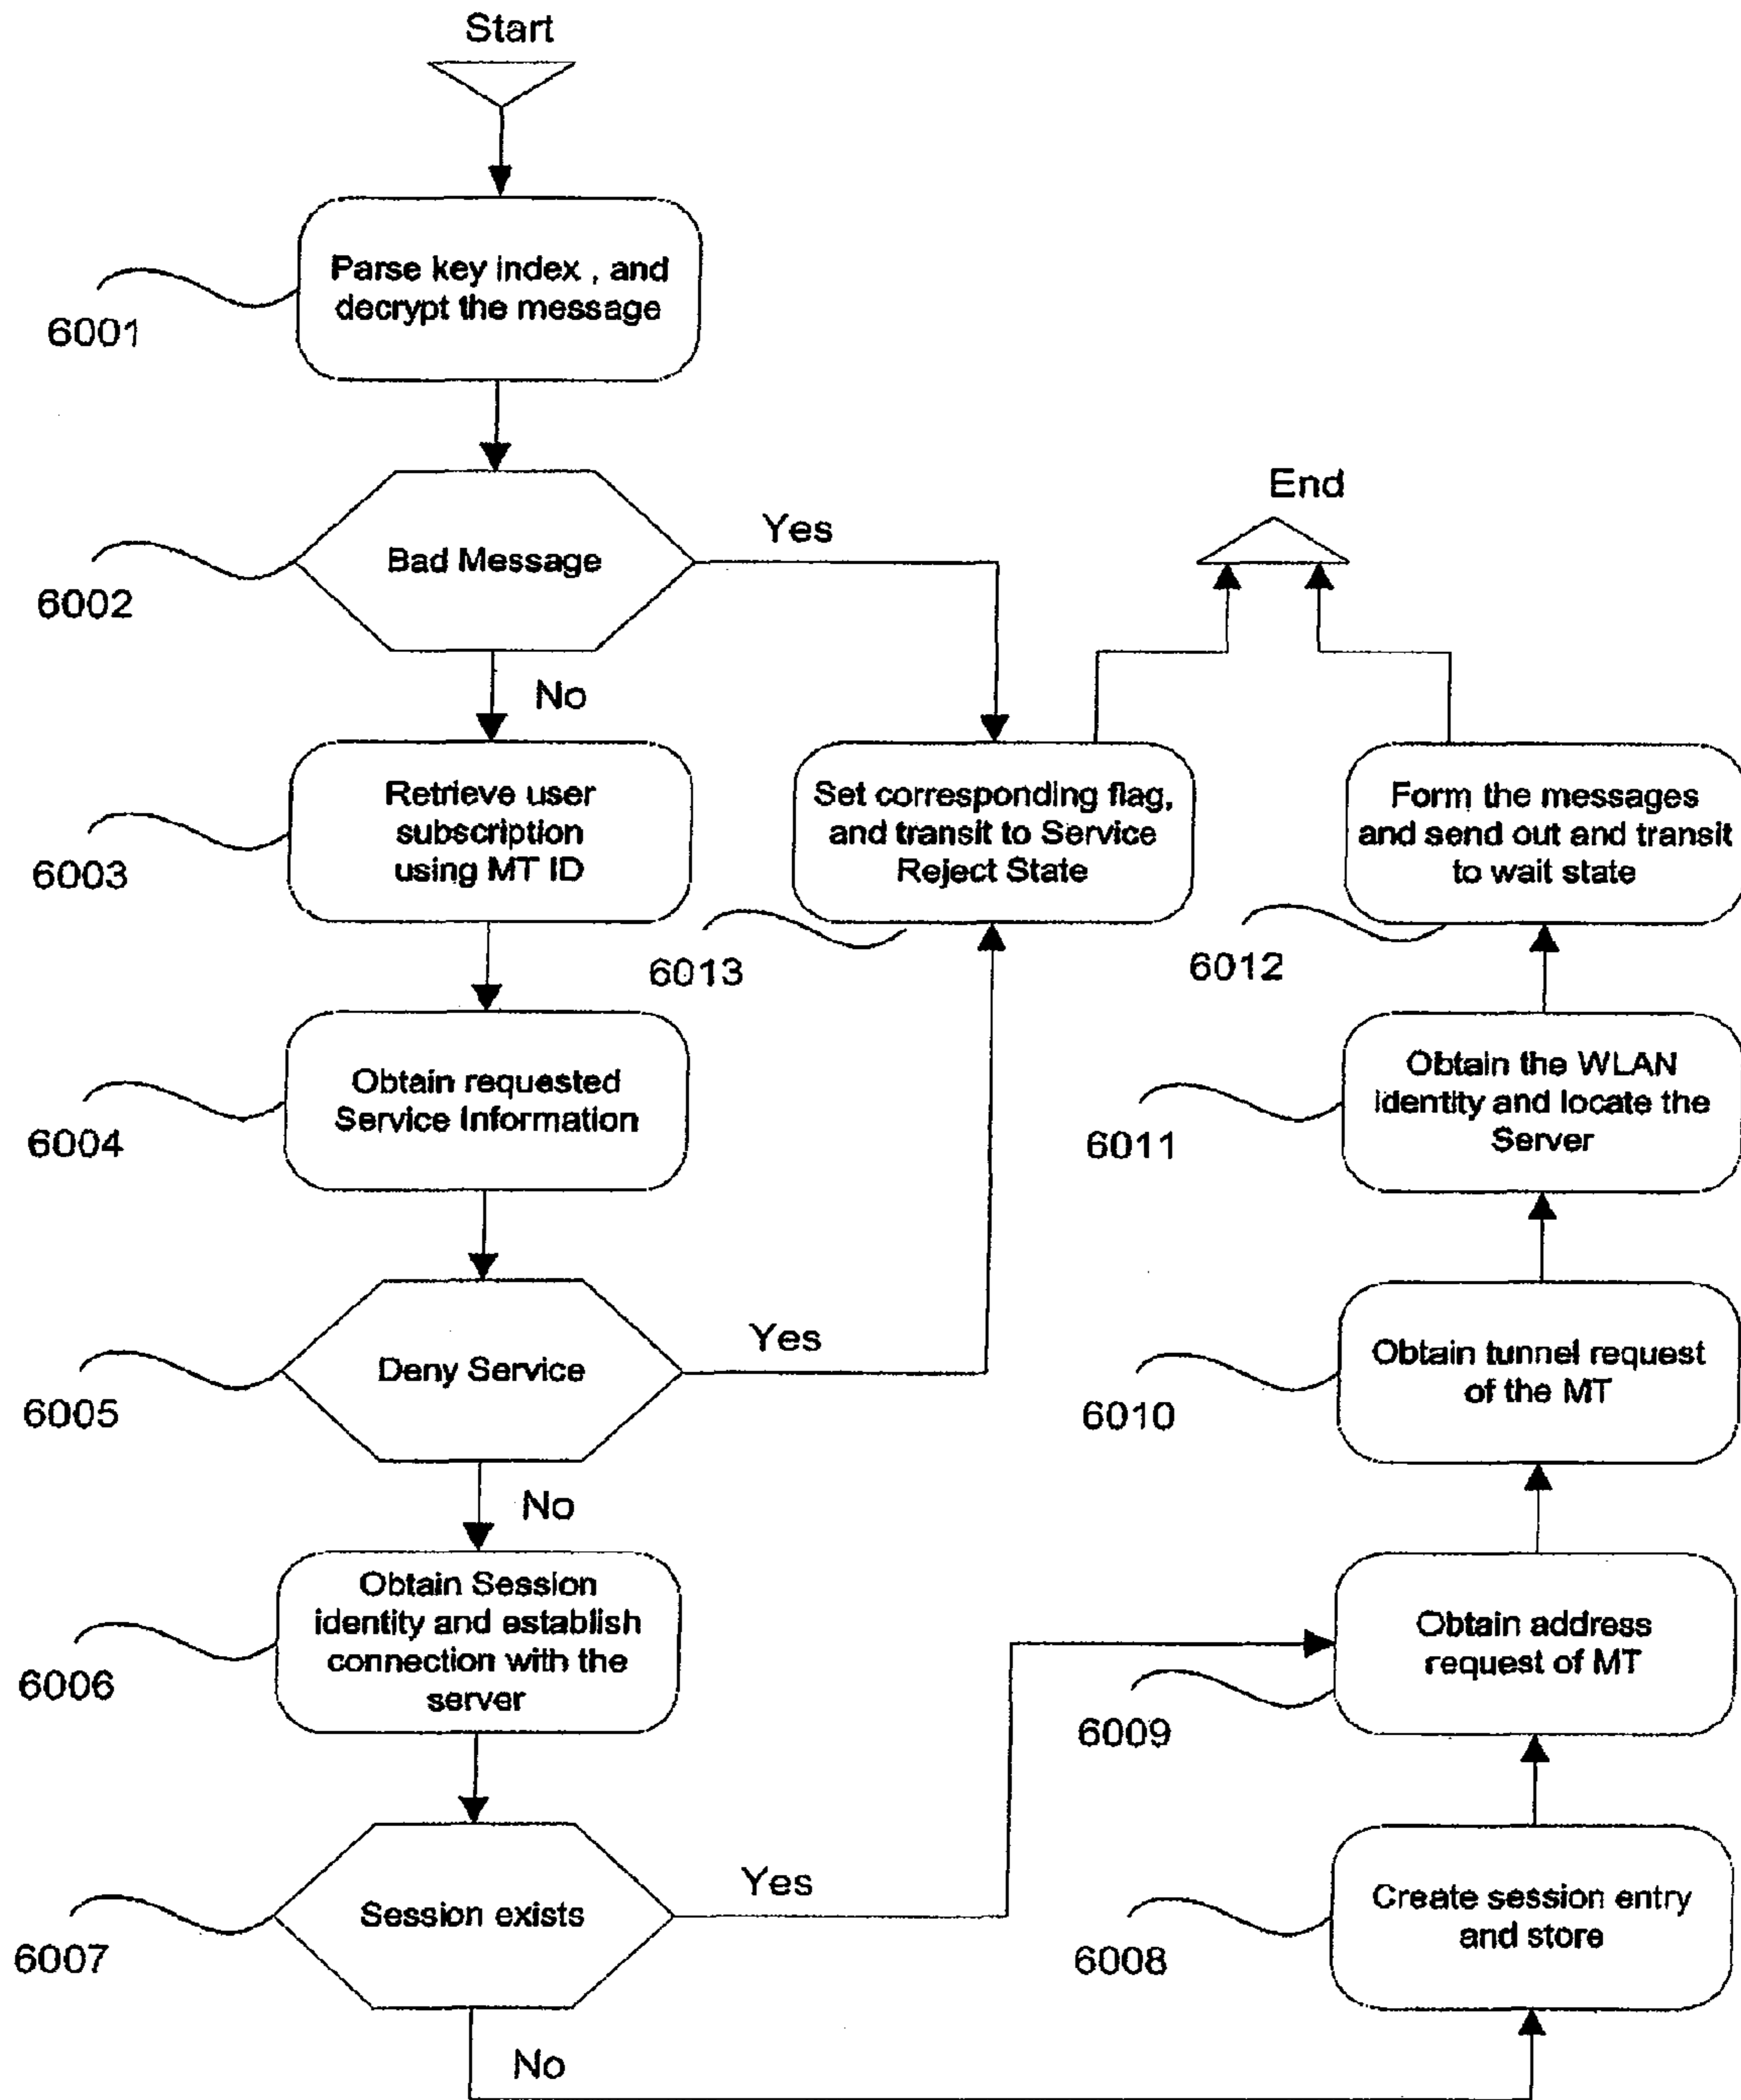 Start
Parse key index , and
decrypt the message
6001
Bad Message
Yes
6002
No
Retrieve user
subscription
using MT ID
6003
Obtain requested
Service Information
6004
Deny Service
Yes
6005
No
Obtain Session
identity and establish
connection with the
server
6006
Session exists
Yes
6007
No
End
Set corresponding flag,
and transit to Service
Reject State
6013
Form the messages
and send out and transit
to wait state
6012
Obtain the WLAN
identity and locate the
Server
6011
Obtain tunnel request
of the MT
6010
Obtain address
request of MT
6009
Create session entry
and store
6008